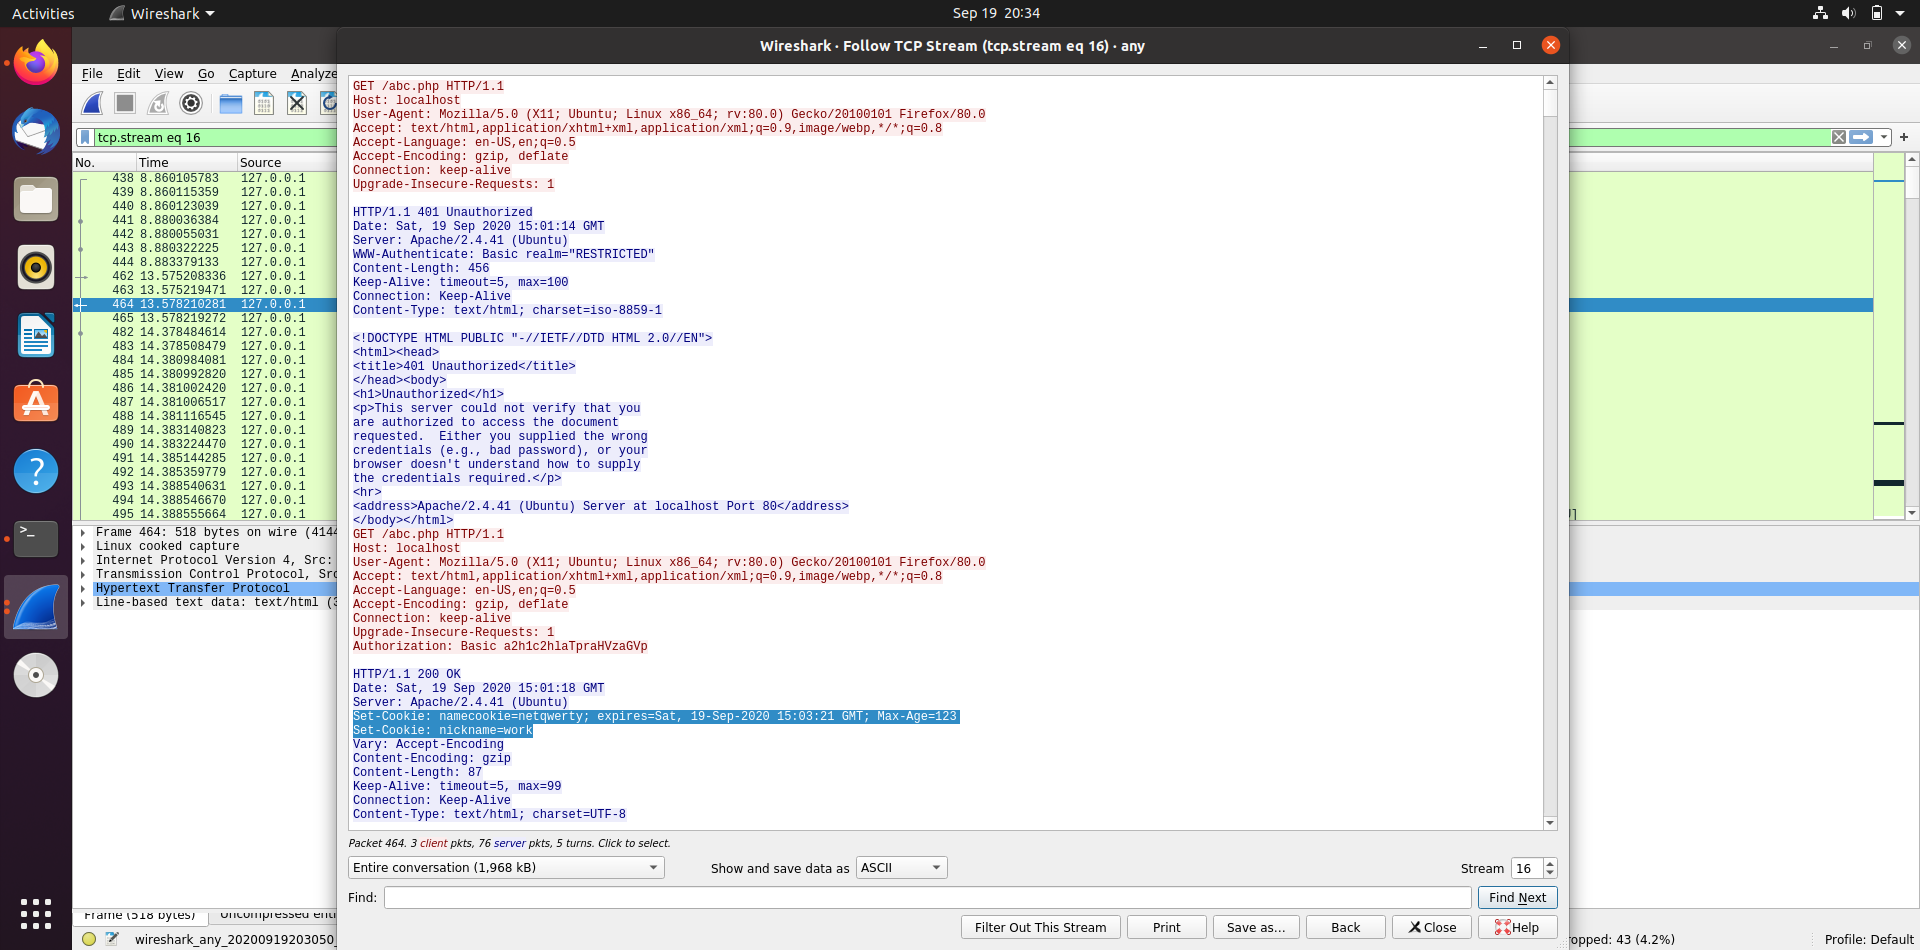 Activities
Wireshark
Sep 19 20:34
Wireshark · Follow TCP Stream (tcp.stream eq 16) · any
File Edit View Go Capture Analyze
tcp.stream eq 16
No. Time Source
438 8.860105783 127.0.0.1
439 8.860115359 127.0.0.1
440 8.860123039 127.0.0.1
441 8.880036384 127.0.0.1
442 8.880055031 127.0.0.1
443 8.880322225 127.0.0.1
444 8.883379133 127.0.0.1
462 13.575208336 127.0.0.1
463 13.575219471 127.0.0.1
464 13.578210281 127.0.0.1
465 13.578219272 127.0.0.1
482 14.378484614 127.0.0.1
483 14.378508479 127.0.0.1
484 14.380984081 127.0.0.1
485 14.380992820 127.0.0.1
486 14.381002420 127.0.0.1
487 14.381006517 127.0.0.1
488 14.381116545 127.0.0.1
489 14.383140823 127.0.0.1
490 14.383224470 127.0.0.1
491 14.385144285 127.0.0.1
492 14.385359779 127.0.0.1
493 14.388540631 127.0.0.1
494 14.388546670 127.0.0.1
495 14.388555664 127.0.0.1
Frame 464: 518 bytes on wire (4144
Linux cooked capture
Internet Protocol Version 4, Src:
Transmission Control Protocol, Src
Hypertext Transfer Protocol
Line-based text data: text/html (3
GET /abc.php HTTP/1.1
Host: localhost
User-Agent: Mozilla/5.0 (X11; Ubuntu; Linux x86_64; rv:80.0) Gecko/20100101 Firefox/80.0
Accept: text/html,application/xhtml+xml,application/xml;q=0.9,image/webp,*/*;q=0.8
Accept-Language: en-US,en;q=0.5
Accept-Encoding: gzip, deflate
Connection: keep-alive
Upgrade-Insecure-Requests: 1
HTTP/1.1 401 Unauthorized
Date: Sat, 19 Sep 2020 15:01:14 GMT
Server: Apache/2.4.41 (Ubuntu)
WWW-Authenticate: Basic realm="RESTRICTED"
Content-Length: 456
Keep-Alive: timeout=5, max=100
Connection: Keep-Alive
Content-Type: text/html; charset=iso-8859-1
<!DOCTYPE HTML PUBLIC "-//IETF//DTD HTML 2.0//EN">
<html><head>
<title>401 Unauthorized</title>
</head><body>
<h1>Unauthorized</h1>
<p>This server could not verify that you
are authorized to access the document
requested.  Either you supplied the wrong
credentials (e.g., bad password), or your
browser doesn't understand how to supply
the credentials required.</p>
<hr>
<address>Apache/2.4.41 (Ubuntu) Server at localhost Port 80</address>
</body></html>
GET /abc.php HTTP/1.1
Host: localhost
User-Agent: Mozilla/5.0 (X11; Ubuntu; Linux x86_64; rv:80.0) Gecko/20100101 Firefox/80.0
Accept: text/html,application/xhtml+xml,application/xml;q=0.9,image/webp,*/*;q=0.8
Accept-Language: en-US,en;q=0.5
Accept-Encoding: gzip, deflate
Connection: keep-alive
Upgrade-Insecure-Requests: 1
Authorization: Basic a2h1c2hlaTpraHVzaGVp
HTTP/1.1 200 OK
Date: Sat, 19 Sep 2020 15:01:18 GMT
Server: Apache/2.4.41 (Ubuntu)
Set-Cookie: namecookie=netqwerty; expires=Sat, 19-Sep-2020 15:03:21 GMT; Max-Age=123
Set-Cookie: nickname=work
Vary: Accept-Encoding
Content-Encoding: gzip
Content-Length: 87
Keep-Alive: timeout=5, max=99
Connection: Keep-Alive
Content-Type: text/html; charset=UTF-8
Packet 464. 3 client pkts, 76 server pkts, 5 turns. Click to select.
Entire conversation (1,968 kB)
Show and save data as ASCII
Stream 16
Find:
Find Next
Filter Out This Stream
Print
Save as...
Back
Close
Help
Frame (518 bytes)
wireshark_any_20200919203050_
opped: 43 (4.2%)
Profile: Default